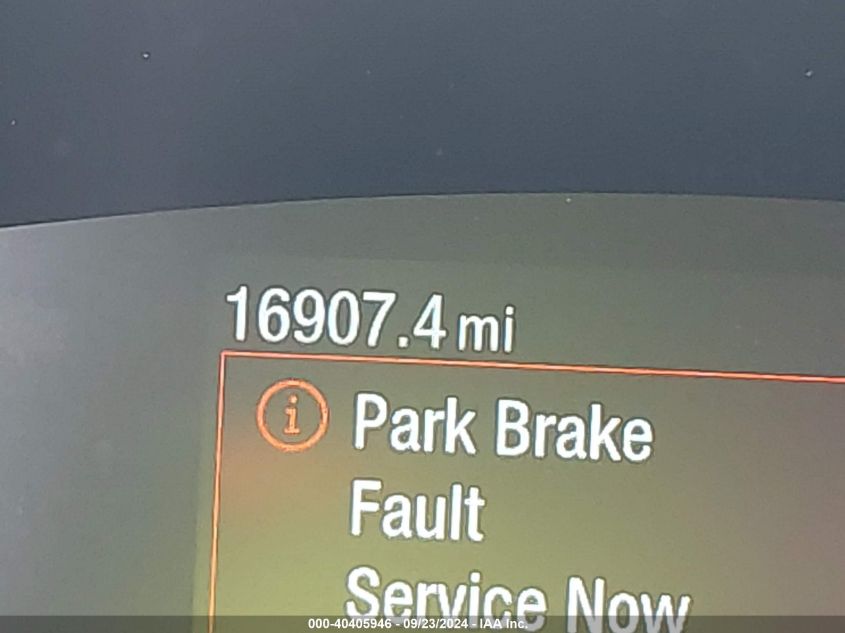 16907.4 mi
i Park Brake
Fault
Service Now
000-40405946 - 09/23/2024 - IAA Inc.